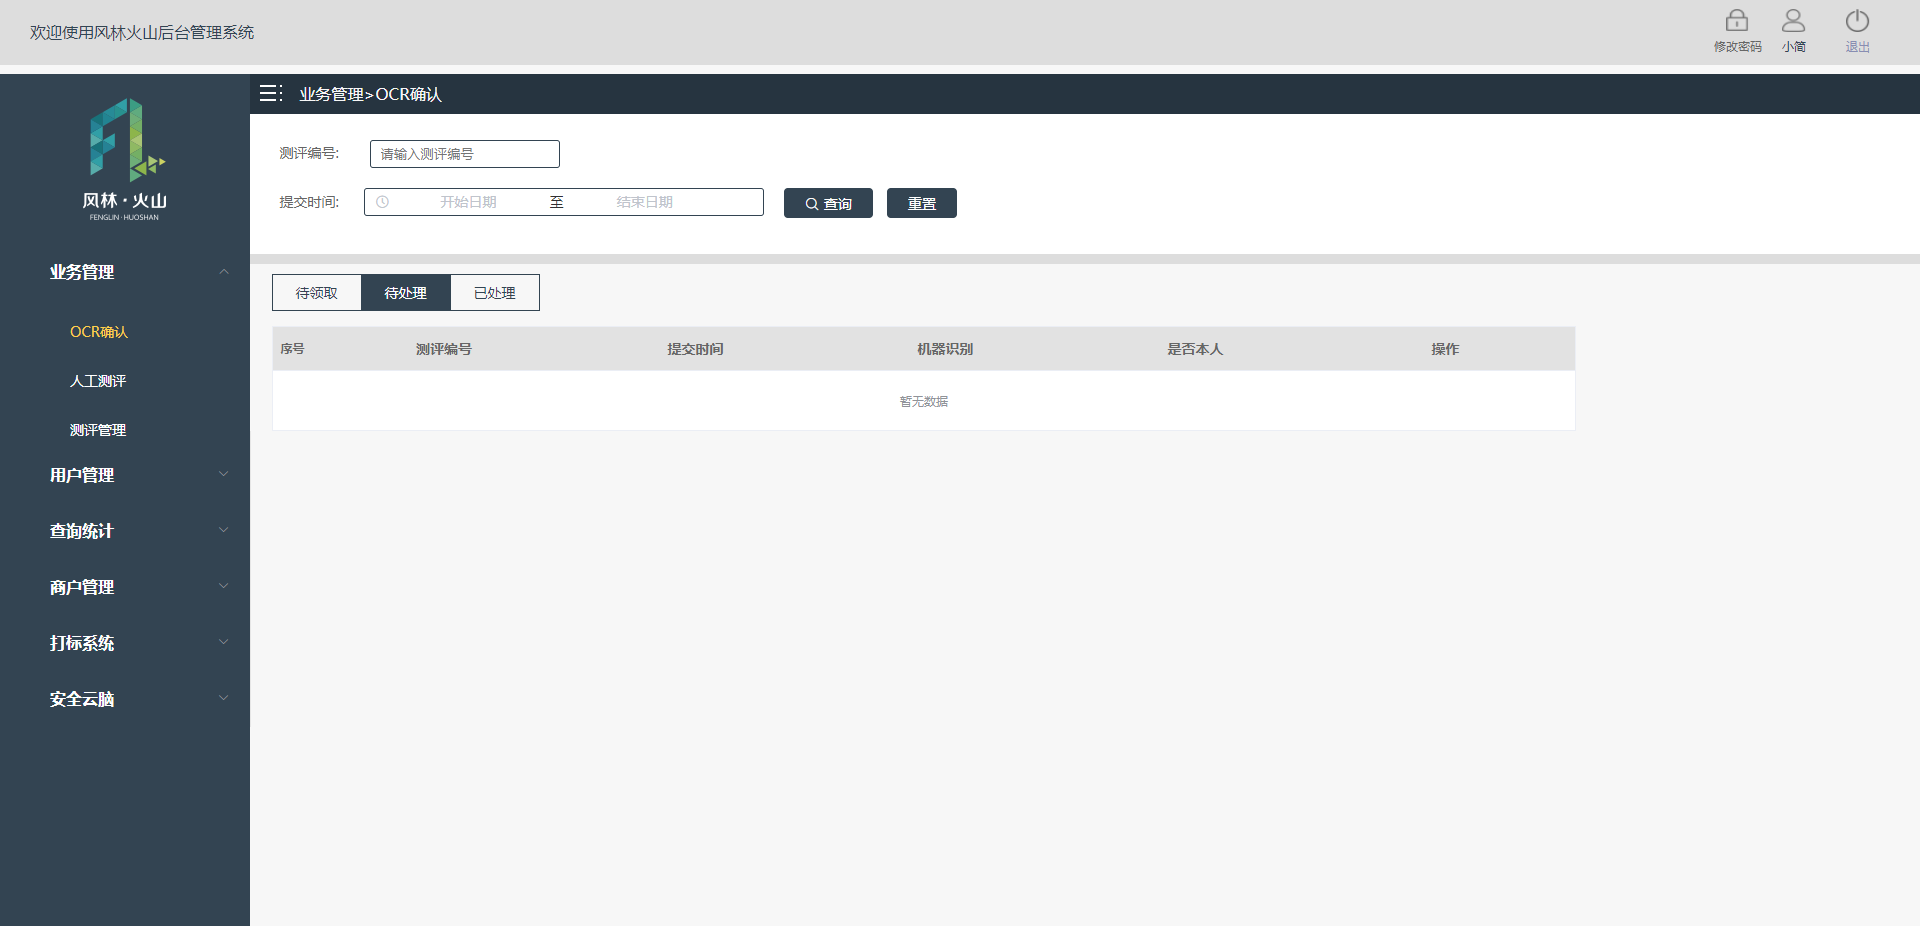 欢迎使用风林火山后台管理系统
修改密码 小简 退出
风林·火山
FENGLIN·HUOSHAN
业务管理>OCR确认
测评编号: 请输入测评编号
提交时间: 开始日期 至 结束日期 查询 重置
业务管理
OCR确认
人工测评
测评管理
用户管理
查询统计
商户管理
打标系统
安全云脑
待领取 待处理 已处理
序号 测评编号 提交时间 机器识别 是否本人 操作
暂无数据